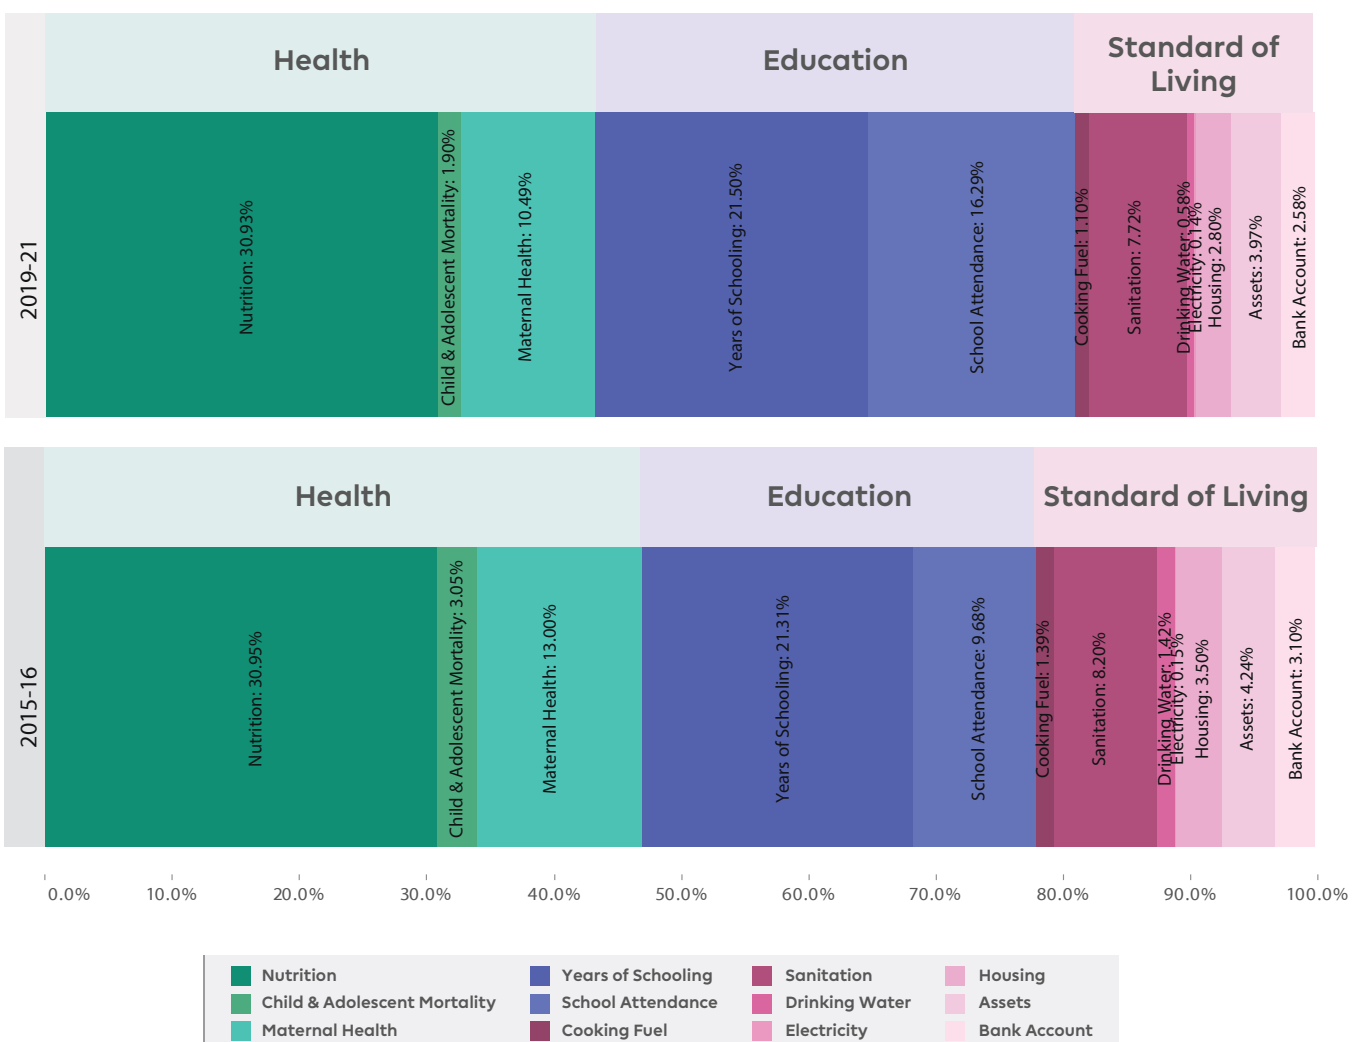 Health
Education
Standard of
Living
2019-21
Nutrition: 30.93%
Child & Adolescent Mortality: 1.90%
Maternal Health: 10.49%
Years of Schooling: 21.50%
School Attendance: 16.29%
Cooking Fuel: 1.10%
Sanitation: 7.72%
Drinking Water: 0.58%
Electricity: 0.14%
Housing: 2.80%
Assets: 3.97%
Bank Account: 2.58%
Health
Education
Standard of Living
2015-16
Nutrition: 30.95%
Child & Adolescent Mortality: 3.05%
Maternal Health: 13.00%
Years of Schooling: 21.31%
School Attendance: 9.68%
Cooking Fuel: 1.39%
Sanitation: 8.20%
Drinking Water: 1.42%
Electricity: 0.15%
Housing: 3.50%
Assets: 4.24%
Bank Account: 3.10%
0.0% 10.0% 20.0% 30.0% 40.0% 50.0% 60.0% 70.0% 80.0% 90.0% 100.0%
Nutrition Years of Schooling Sanitation Housing
Child & Adolescent Mortality School Attendance Drinking Water Assets
Maternal Health Cooking Fuel Electricity Bank Account